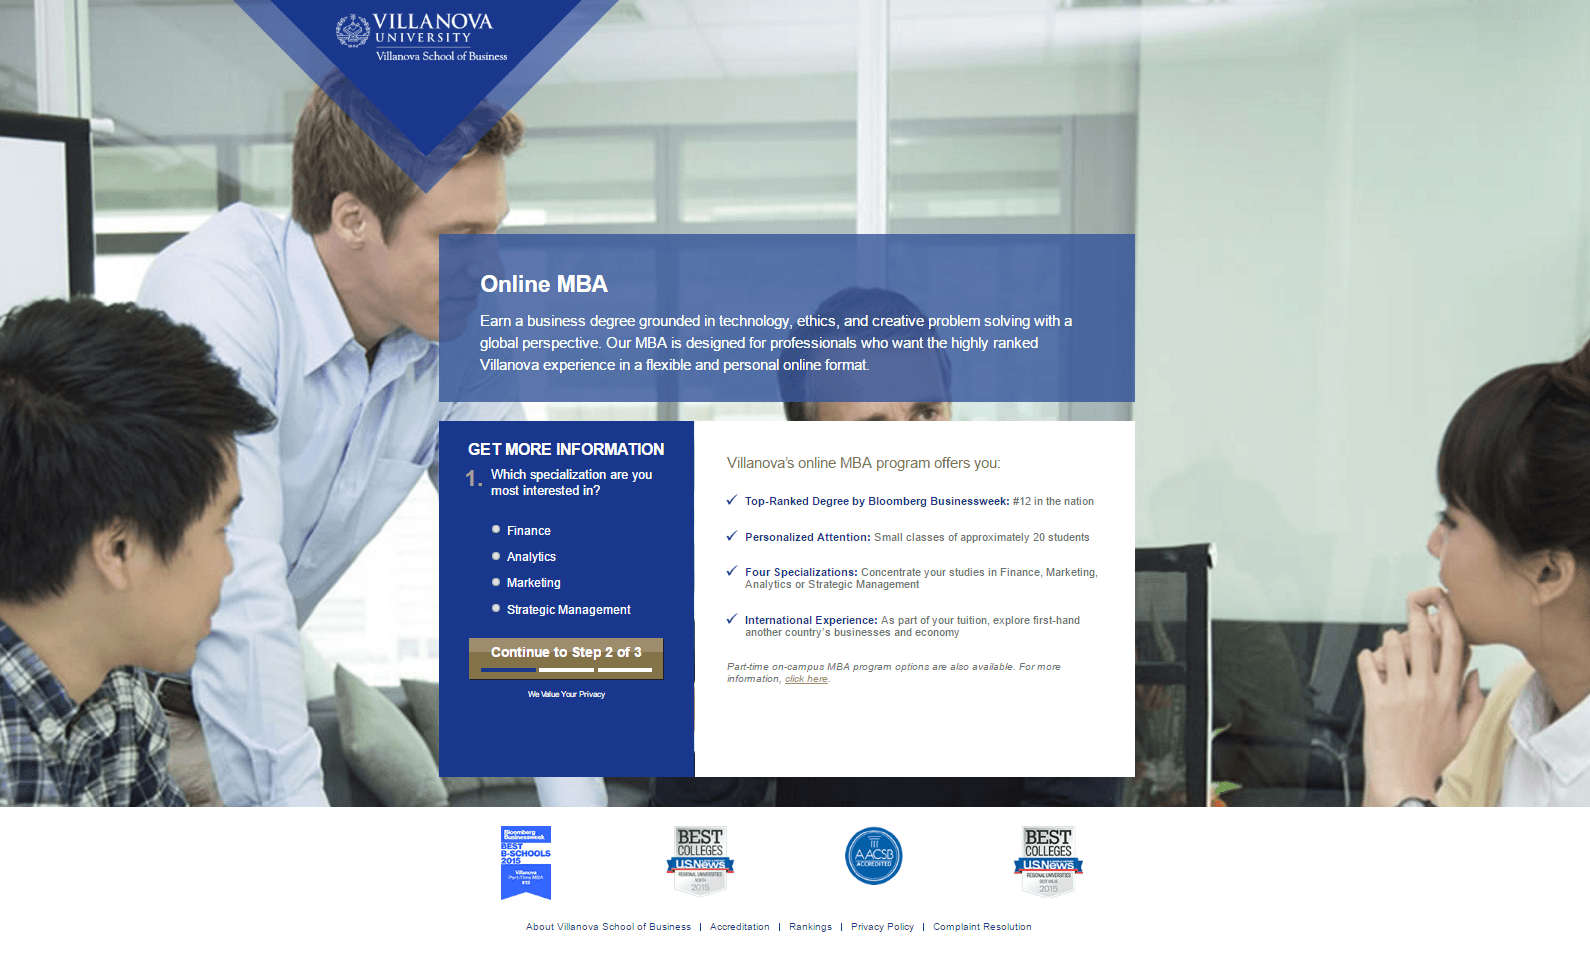 VILLANOVA
UNIVERSITY
Villanova School of Business
Online MBA
Earn a business degree grounded in technology, ethics, and creative problem solving with a
global perspective. Our MBA is designed for professionals who want the highly ranked
Villanova experience in a flexible and personal online format.
GET MORE INFORMATION
1. Which specialization are you
most interested in?
Finance
Analytics
Marketing
Strategic Management
Continue to Step 2 of 3
We Value Your Privacy
Villanova's online MBA program offers you:
Top-Ranked Degree by Bloomberg Businessweek: #12 in the nation
Personalized Attention: Small classes of approximately 20 students
Four Specializations: Concentrate your studies in Finance, Marketing,
Analytics or Strategic Management
International Experience: As part of your tuition, explore first-hand
another country's businesses and economy
Part-time on-campus MBA program options are also available. For more
information, click here.
Bloomberg
Businessweek
BEST
B-SCHOOLS
2015
Villanova
Part-Time MBA
#12
BEST
COLLEGES
U.S.News
REGIONAL UNIVERSITIES
NORTH
2015
AACSB
ACCREDITED
BEST
COLLEGES
U.S.News
REGIONAL UNIVERSITIES
BEST VALUE
2015
About Villanova School of Business | Accreditation | Rankings | Privacy Policy | Complaint Resolution